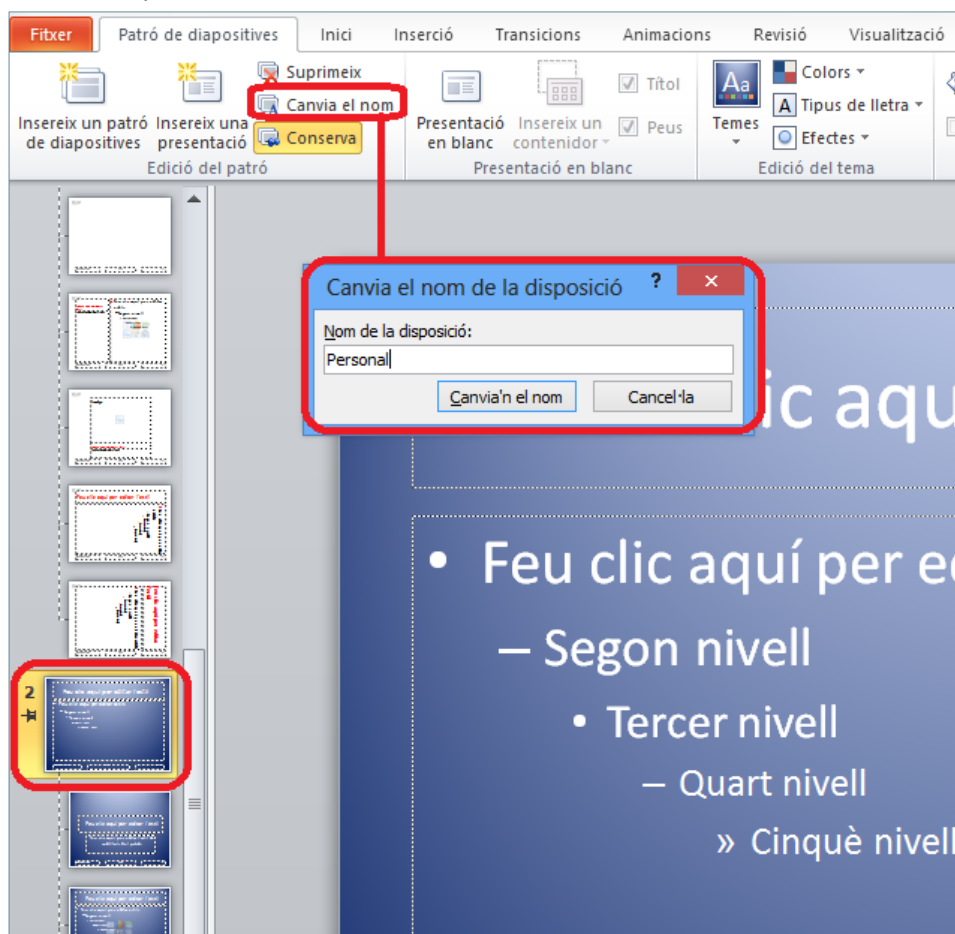 Fitxer Patró de diapositives Inici Inserció Transicions Animacions Revisió Visualització
Suprimeix
Canvia el nom
Conserva
Insereix un patró de diapositives
Insereix una presentació
Edició del patró
Presentació en blanc
Insereix un contenidor
Títol
Peus
Presentació en blanc
Aa
Temes
Colors
A Tipus de lletra
Efectes
Edició del tema
Canvia el nom de la disposició ? ×
Nom de la disposició:
Personal
Canvia'n el nom Cancel·la
ic aqu
• Feu clic aquí per e
– Segon nivell
• Tercer nivell
– Quart nivell
» Cinquè nivell
2